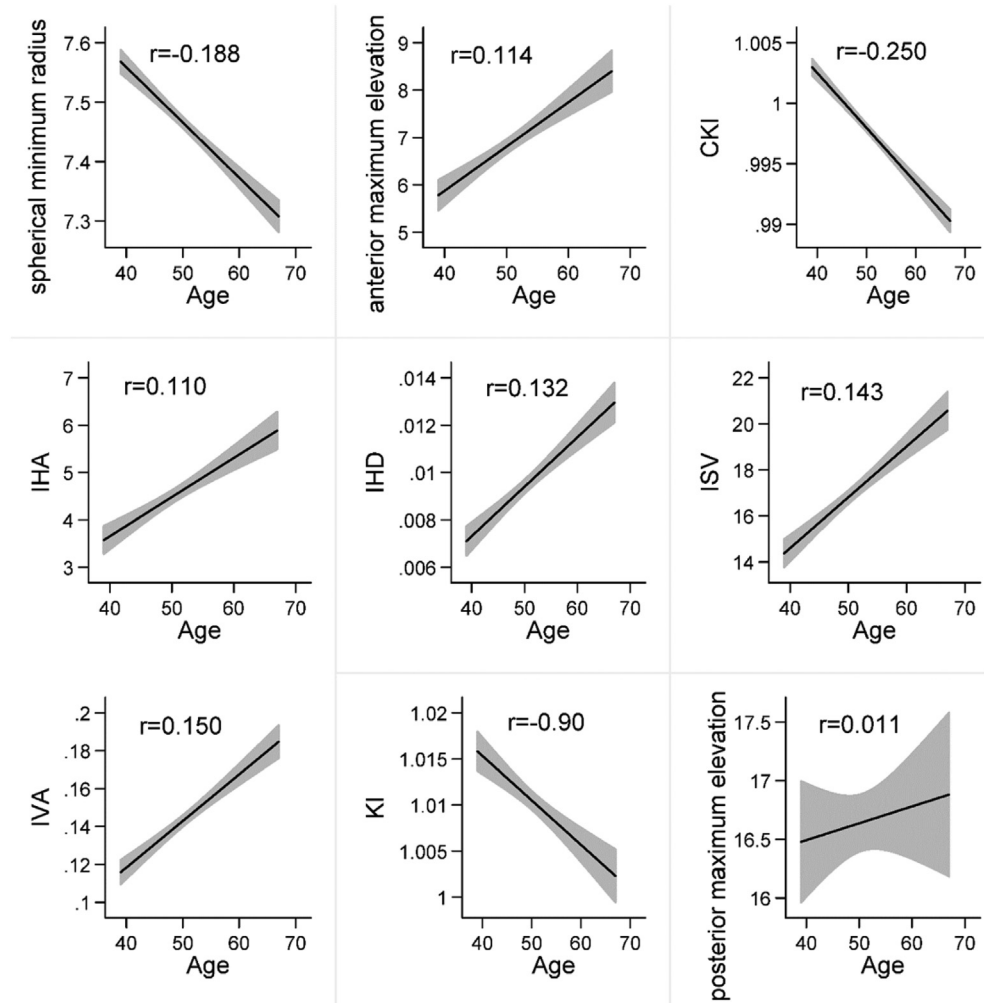 spherical minimum radius
r=-0.188
7.6
7.5
7.4
7.3
40 50 60 70
Age
anterior maximum elevation
r=0.114
9
8
7
6
5
40 50 60 70
Age
CKI
r=-0.250
1.005
1
.995
.99
40 50 60 70
Age
IHA
r=0.110
7
6
5
4
3
40 50 60 70
Age
IHD
r=0.132
.014
.012
.01
.008
.006
40 50 60 70
Age
ISV
r=0.143
22
20
18
16
14
40 50 60 70
Age
IVA
r=0.150
.2
.18
.16
.14
.12
.1
40 50 60 70
Age
KI
r=-0.90
1.02
1.015
1.01
1.005
1
40 50 60 70
Age
posterior maximum elevation
r=0.011
17.5
17
16.5
16
40 50 60 70
Age